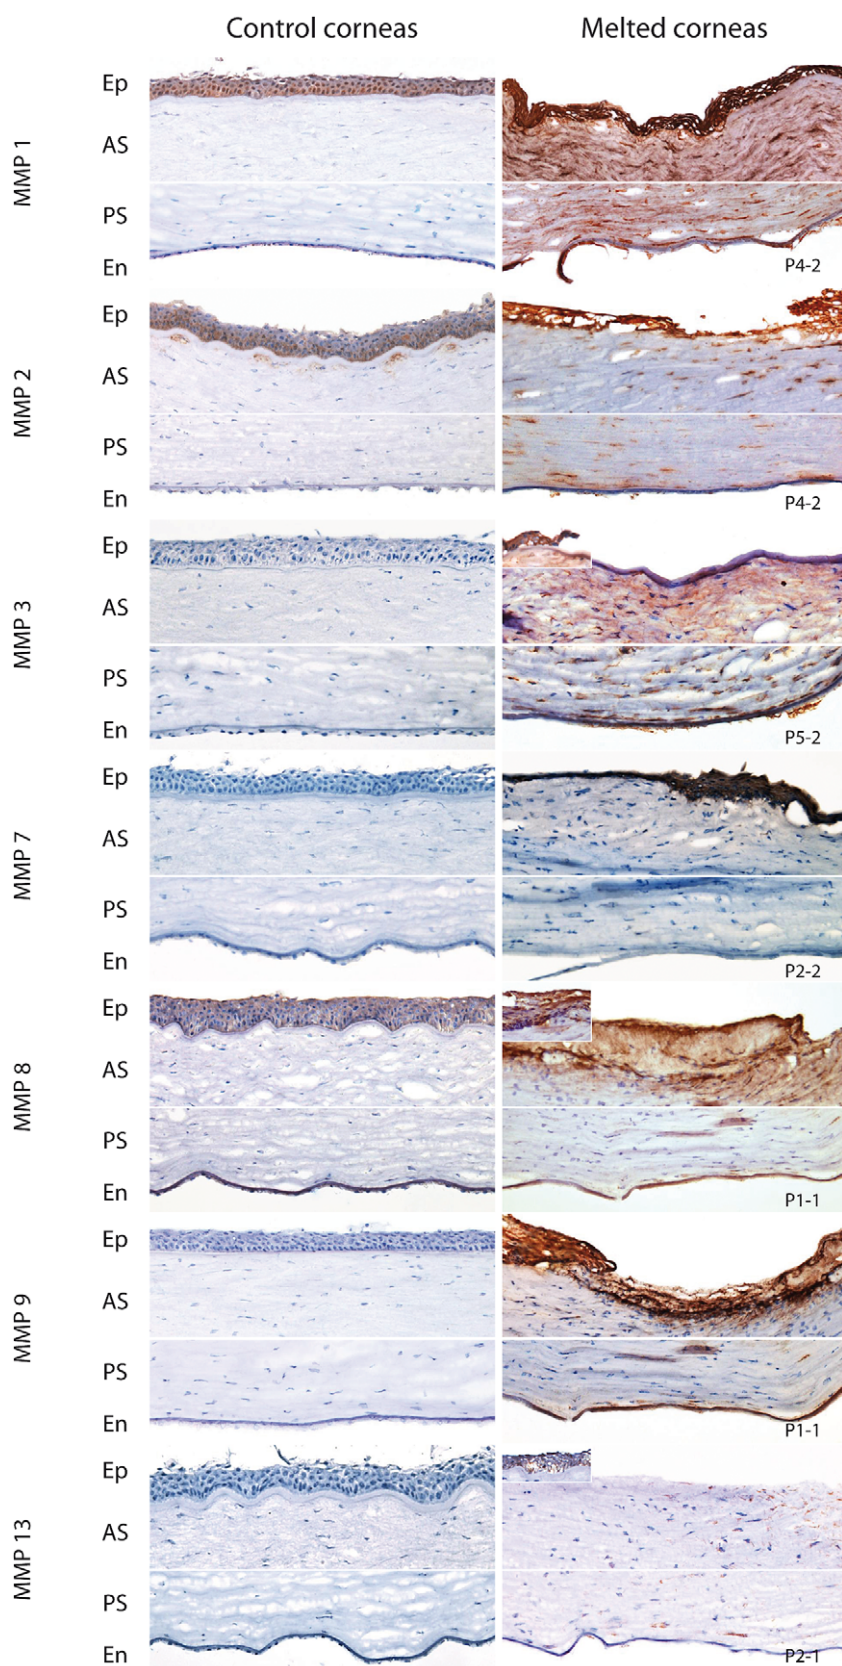 Control corneas Melted corneas
MMP 1
Ep
AS
PS
En
P4-2
MMP 2
Ep
AS
PS
En
P4-2
MMP 3
Ep
AS
PS
En
P5-2
MMP 7
Ep
AS
PS
En
P2-2
MMP 8
Ep
AS
PS
En
P1-1
MMP 9
Ep
AS
PS
En
P1-1
MMP 13
Ep
AS
PS
En
P2-1